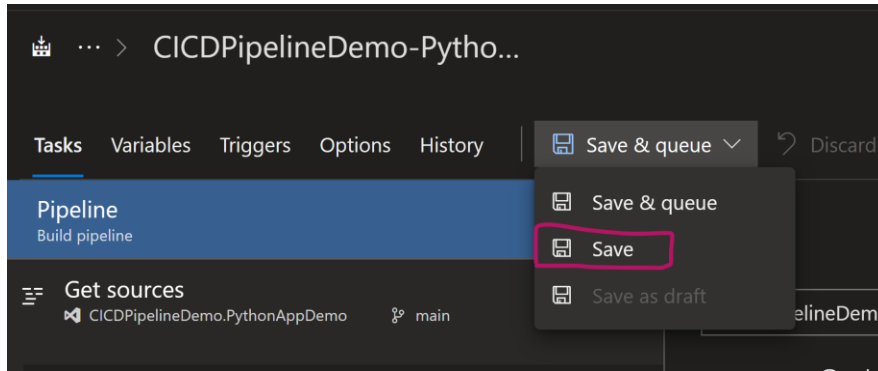 ... > CICDPipelineDemo-Pytho...
Tasks Variables Triggers Options History Save & queue Discard
Pipeline
Build pipeline
Save & queue
Save
Get sources
CICDPipelineDemo.PythonAppDemo main
Save as draft
elineDem